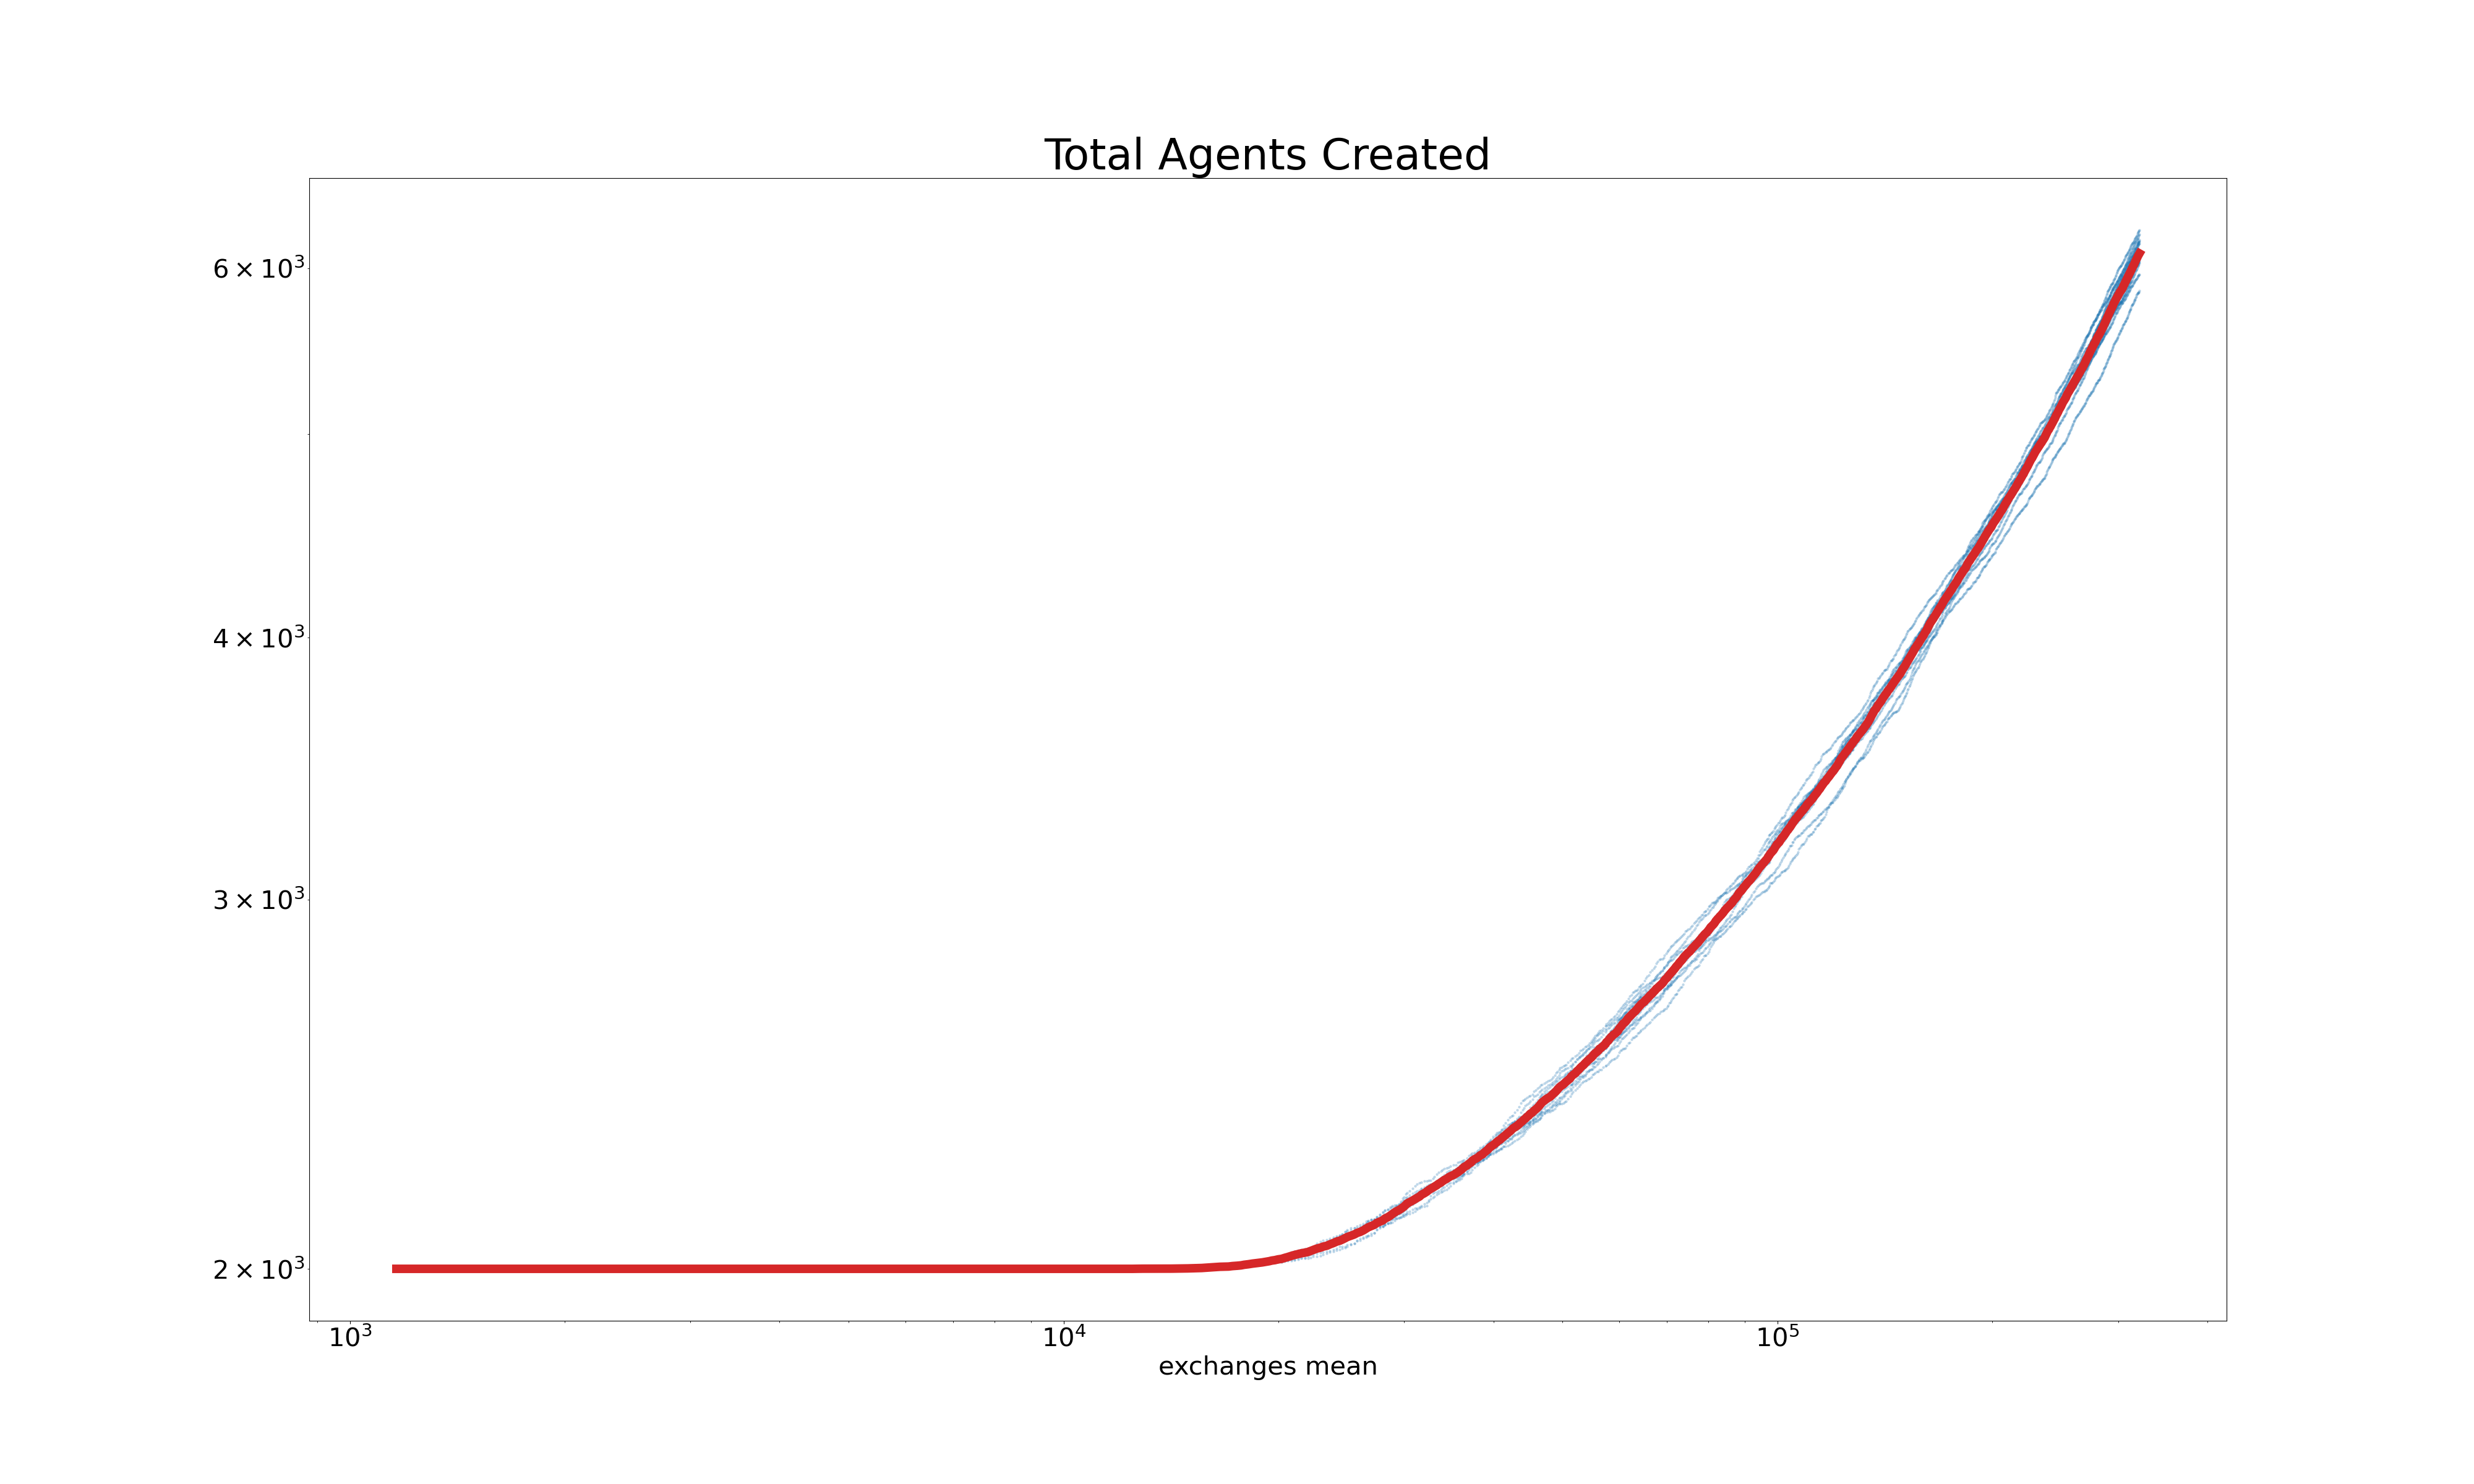 Total Agents Created
6 × 10³
4 × 10³
3 × 10³
2 × 10³
10³ 10⁴ 10⁵
exchanges mean